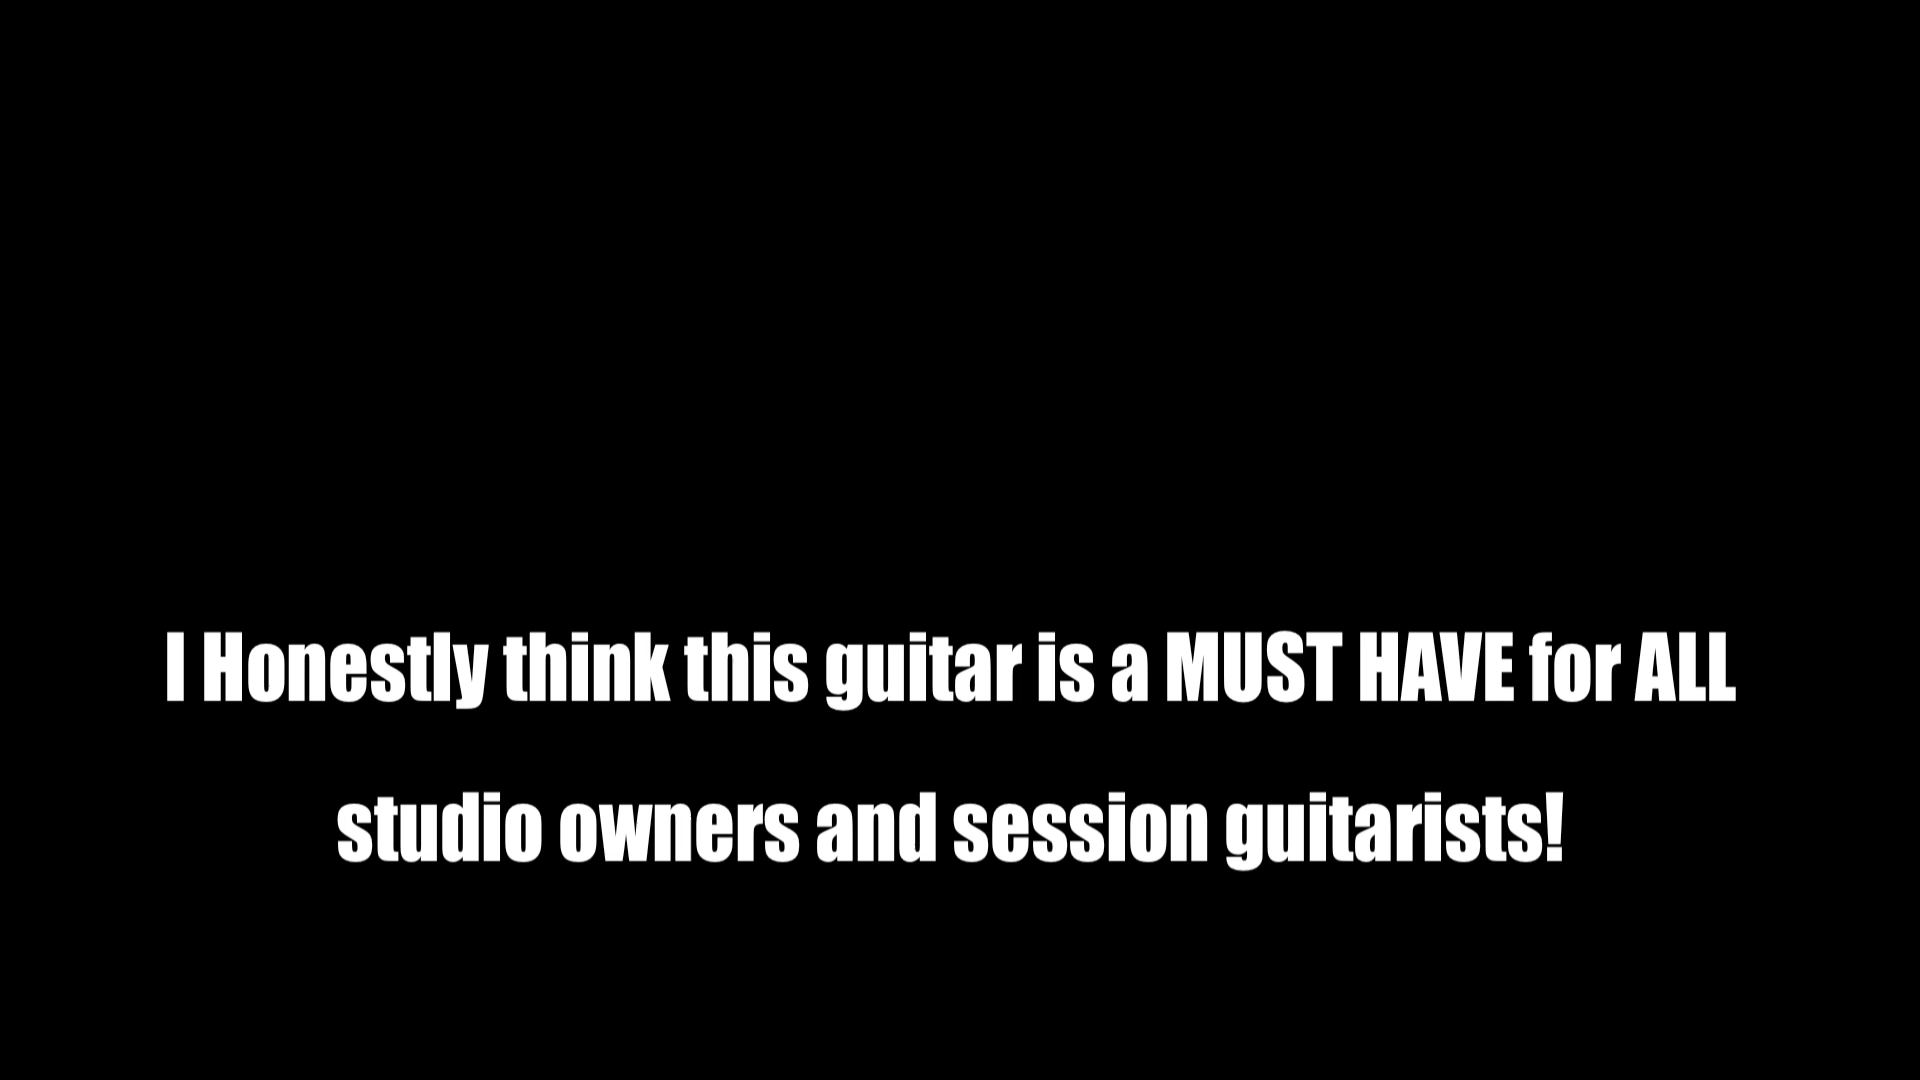 I Honestly think this guitar is a MUST HAVE for ALL
studio owners and session guitarists!